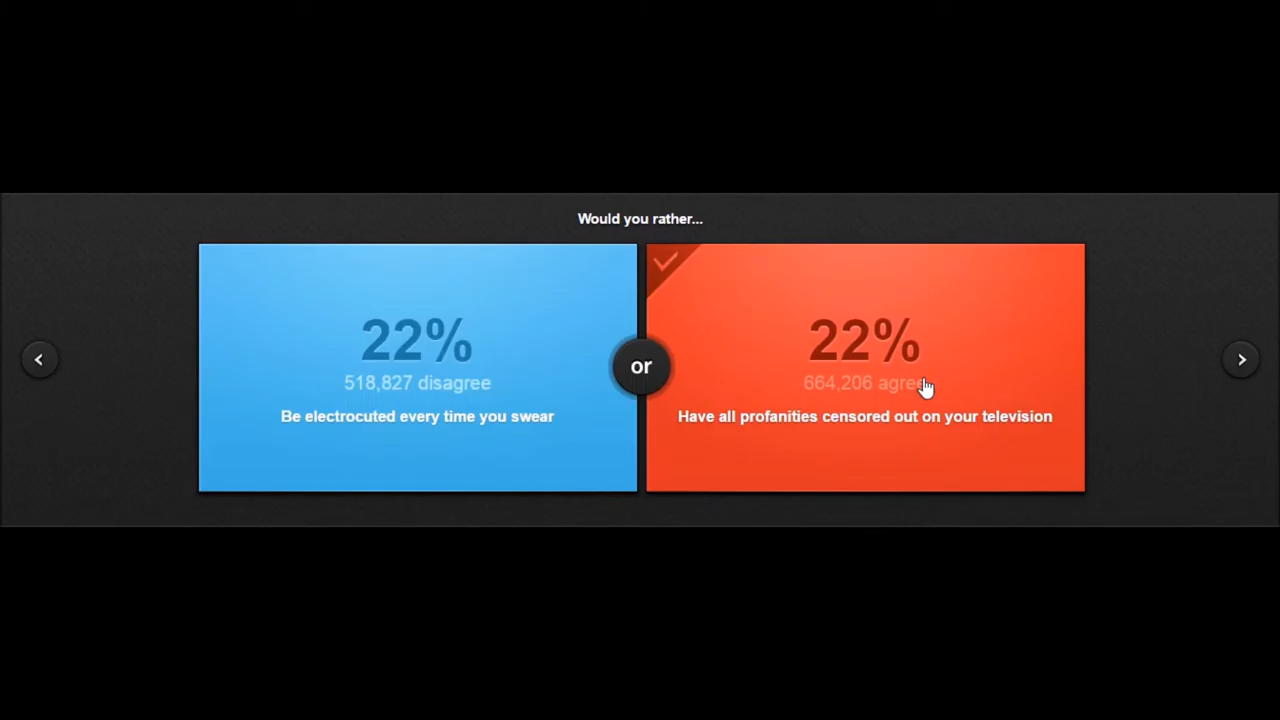 Would you rather...
22%
518,827 disagree
Be electrocuted every time you swear
or
22%
664,206 agree
Have all profanities censored out on your television